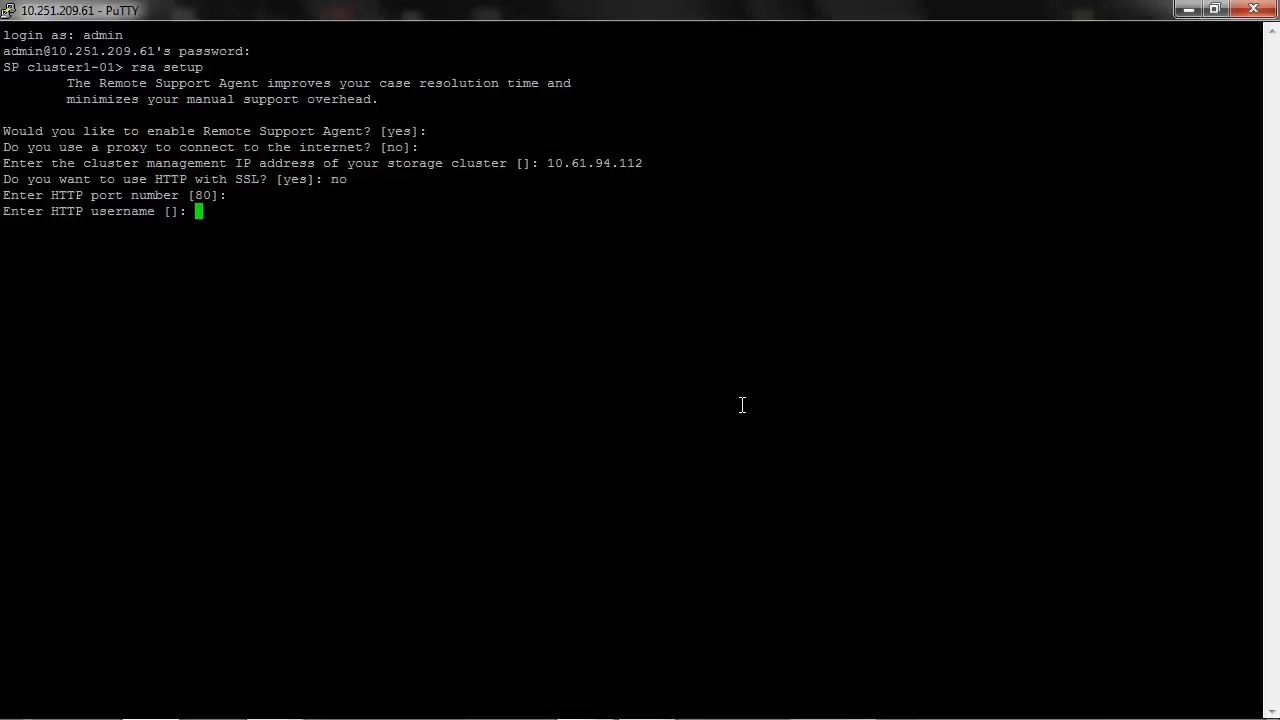 10.251.209.61 - PuTTY
login as: admin
admin@10.251.209.61's password:
SP cluster1-01> rsa setup
The Remote Support Agent improves your case resolution time and
minimizes your manual support overhead.
Would you like to enable Remote Support Agent? [yes]:
Do you use a proxy to connect to the internet? [no]:
Enter the cluster management IP address of your storage cluster []: 10.61.94.112
Do you want to use HTTP with SSL? [yes]: no
Enter HTTP port number [80]:
Enter HTTP username []: